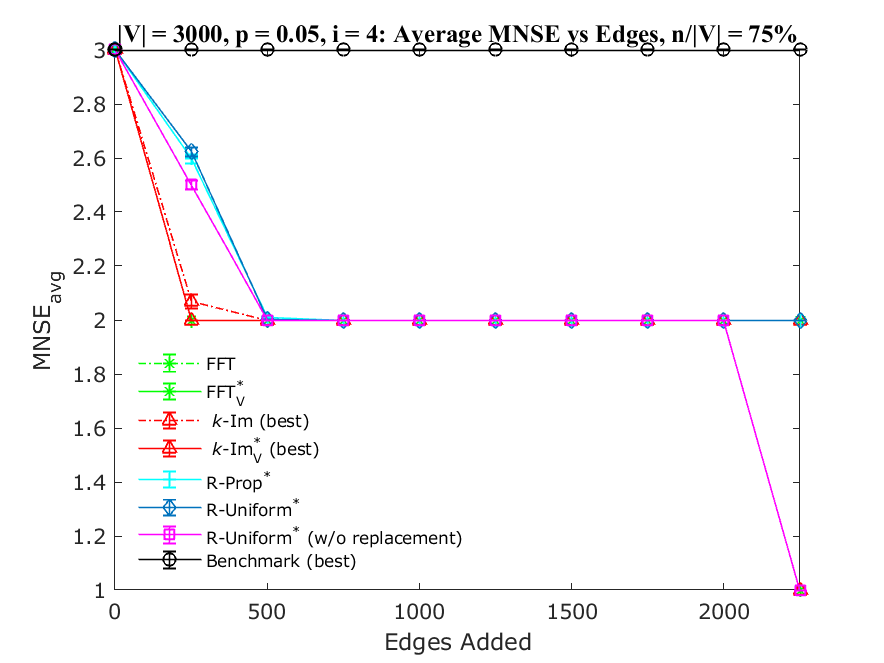 |V| = 3000, p = 0.05, i = 4: Average MNSE vs Edges, n/|V| = 75%
3
2.8
2.6
2.4
2.2
2
1.8
1.6
1.4
1.2
1
MNSE_avg
FFT
FFT*_V
k-Im (best)
k-Im*_V (best)
R-Prop*
R-Uniform*
R-Uniform* (w/o replacement)
Benchmark (best)
0 500 1000 1500 2000
Edges Added